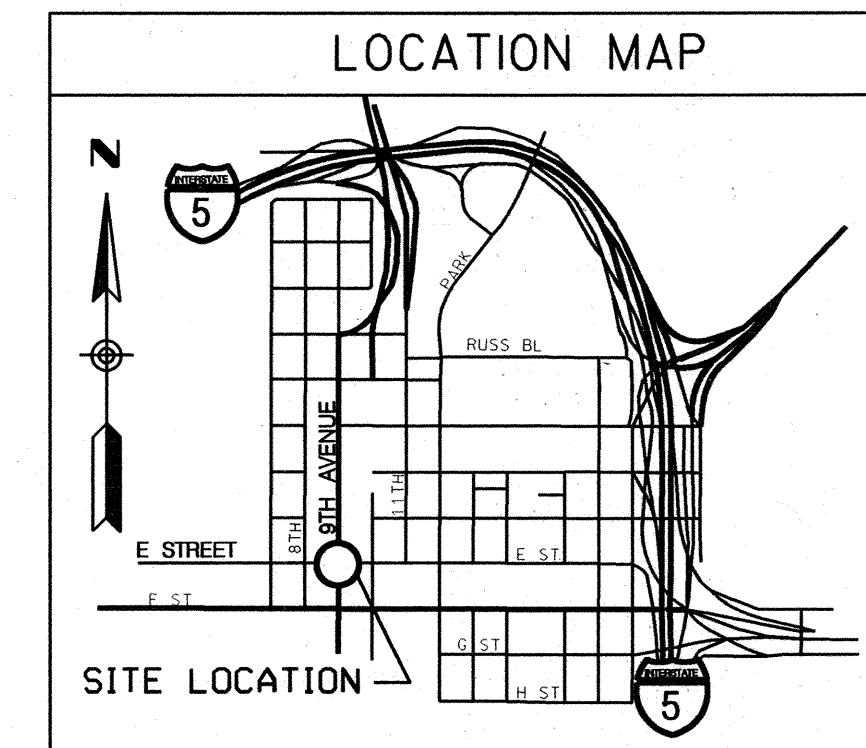 LOCATION MAP
N
INTERSTATE
5
PARK
RUSS BL
9TH AVENUE
11TH
8TH
E STREET
E ST
F ST
G ST
SITE LOCATION
H ST
INTERSTATE
5